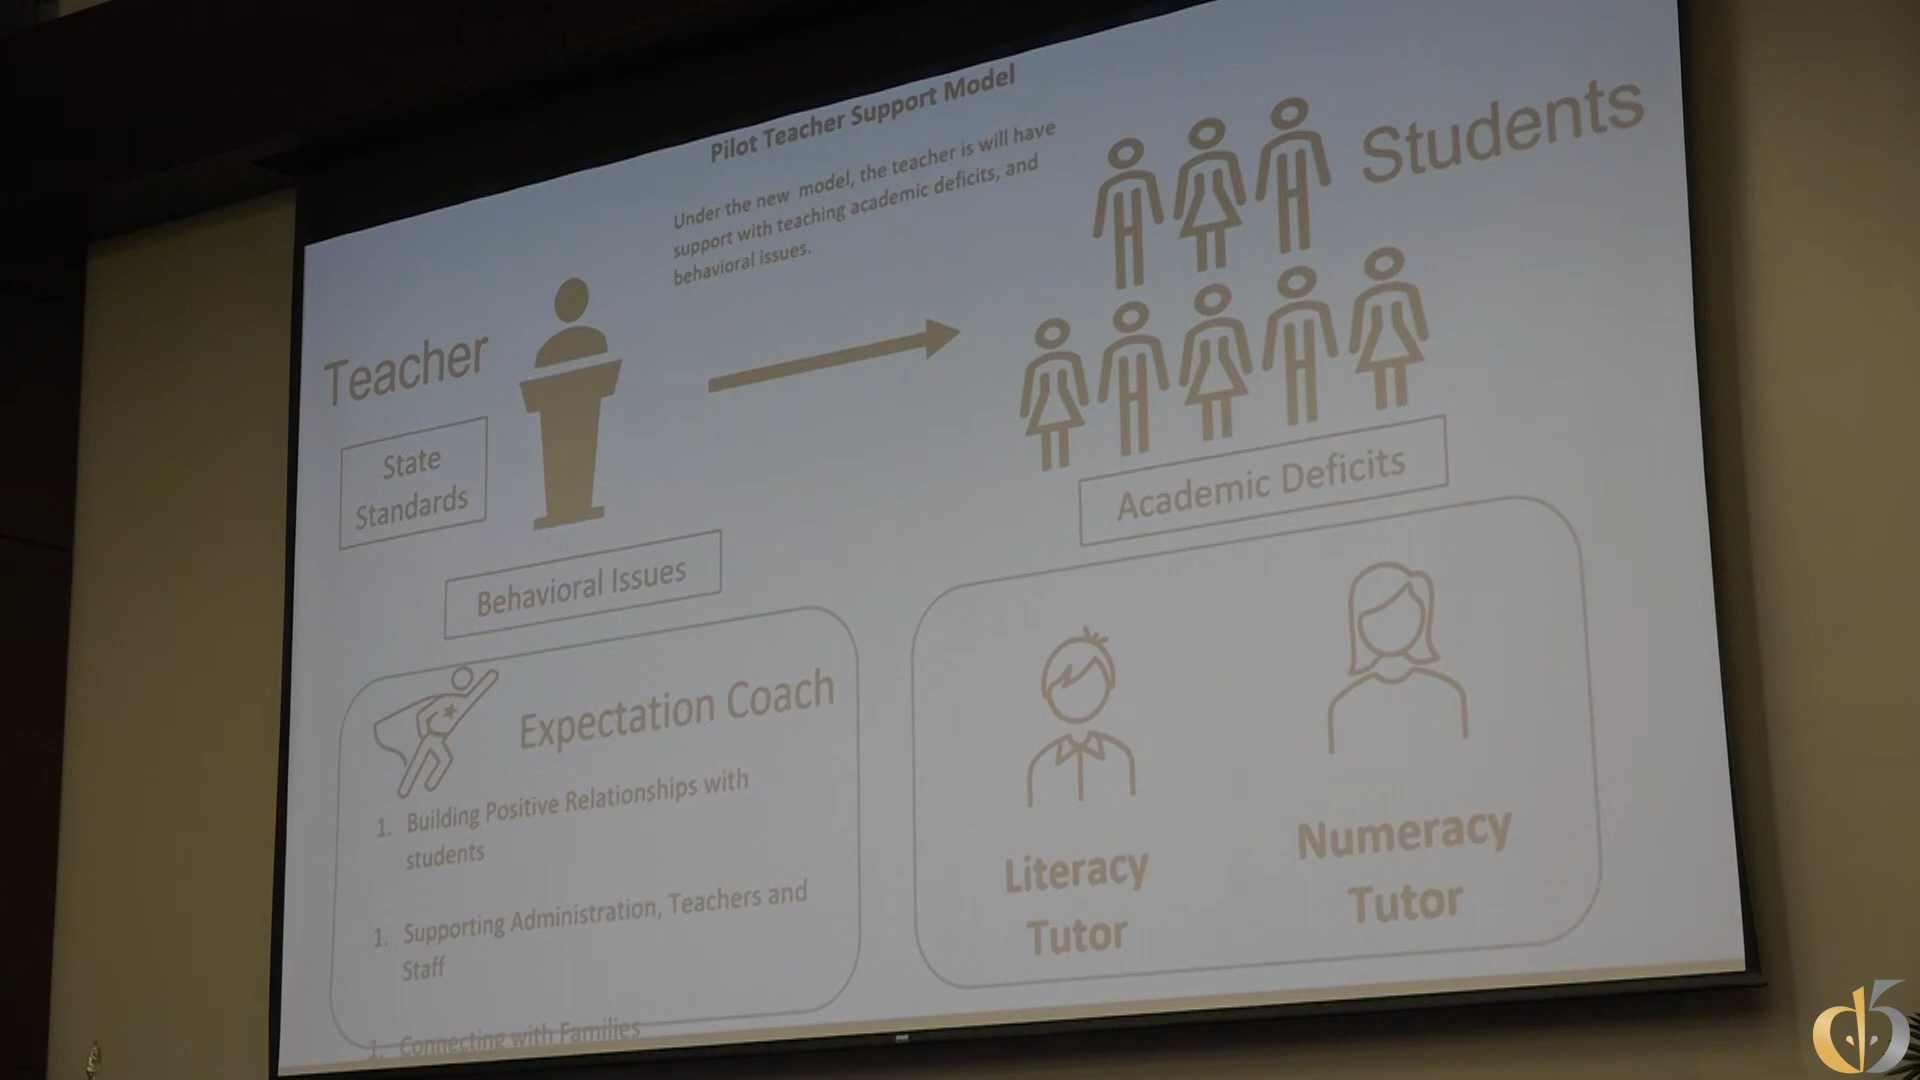 Pilot Teacher Support Model
Under the new model, the teacher is will have
support with teaching academic deficits, and
behavioral issues.
Students
Teacher
State
Standards
Academic Deficits
Behavioral Issues
Expectation Coach
1. Building Positive Relationships with
students
1. Supporting Administration, Teachers and
Staff
1. Connecting with Families
Literacy
Tutor
Numeracy
Tutor